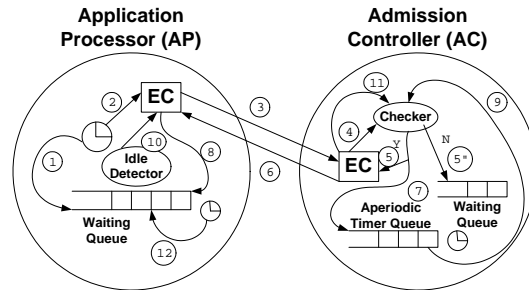 Application
Processor (AP)
Admission
Controller (AC)
2
EC
3
11
Checker
9
1
10
Idle
Detector
8
4
Y
N
EC
5
5"
6
7
Waiting
Queue
12
Aperiodic
Timer Queue
Waiting
Queue